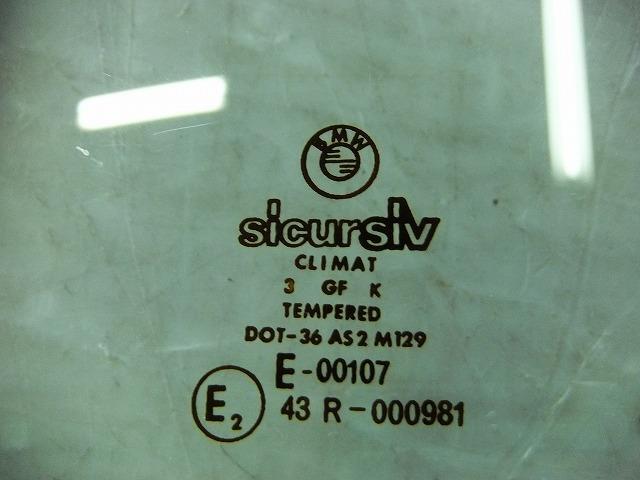 BMW
sicursiv
CLIMAT
3 GF K
TEMPERED
DOT-36 AS2 M129
E-00107
E2 43 R-000981